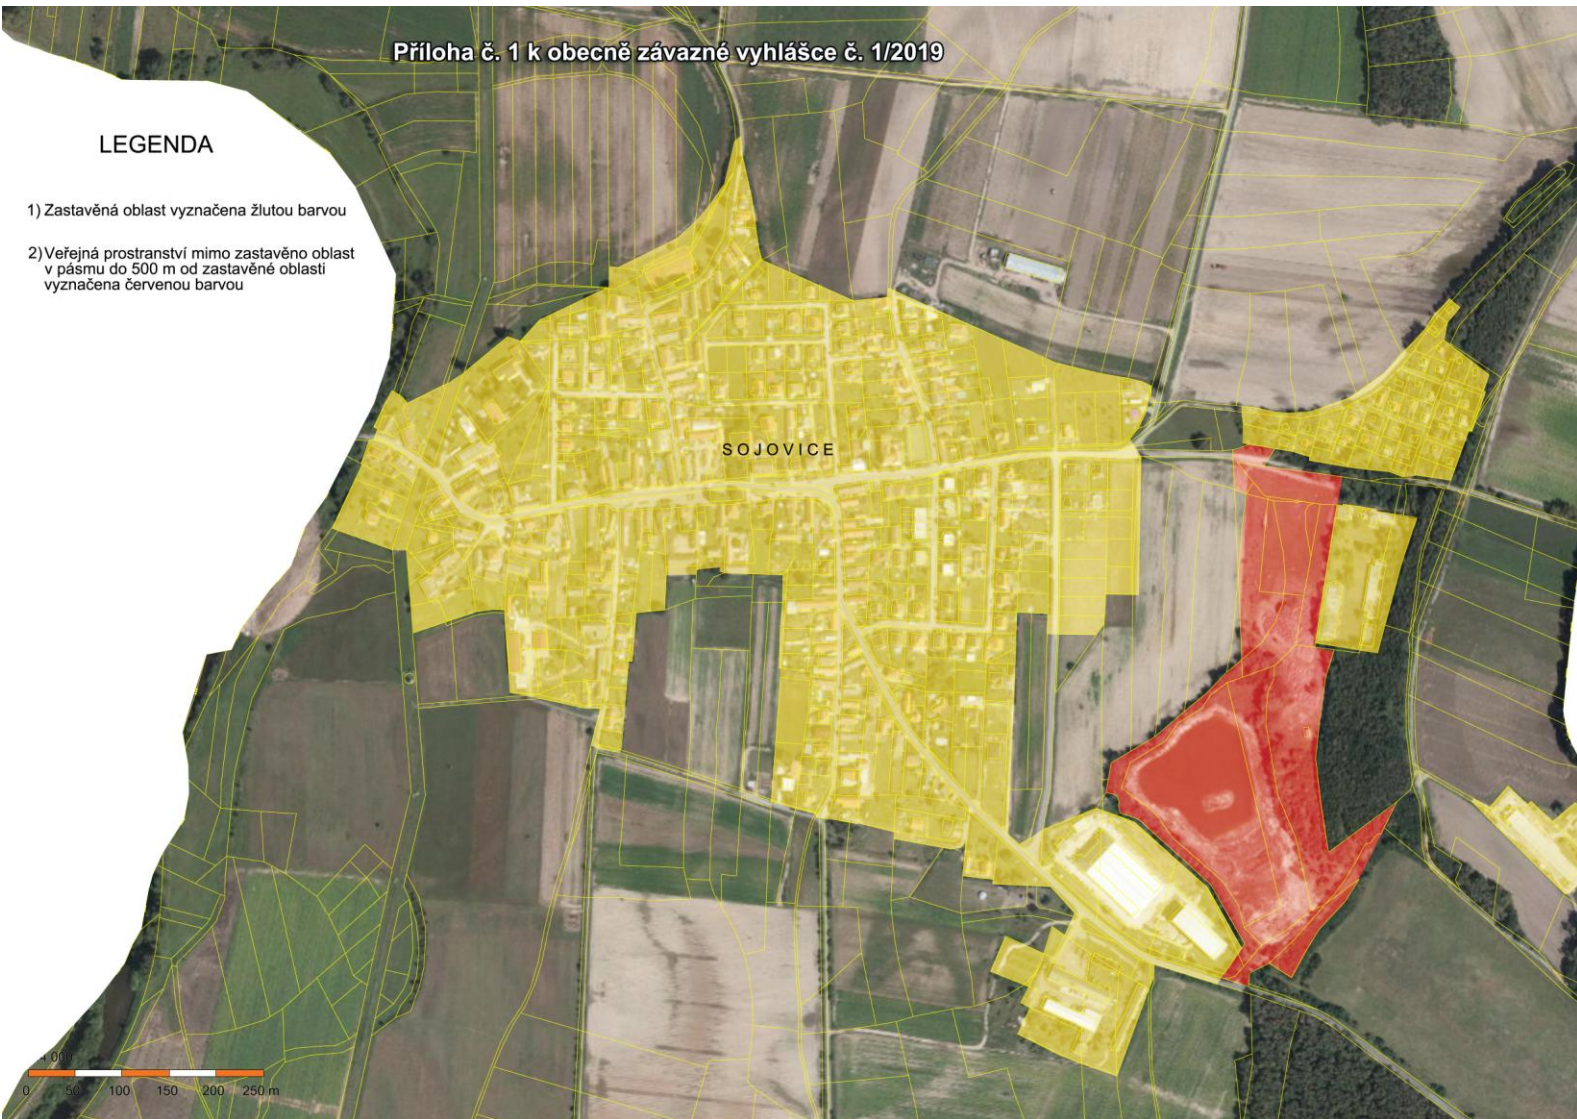 Příloha č. 1 k obecně závazné vyhlášce č. 1/2019
LEGENDA
1) Zastavěná oblast vyznačena žlutou barvou
2) Veřejná prostranství mimo zastavěno oblast
v pásmu do 500 m od zastavěné oblasti
vyznačena červenou barvou
SOJOVICE
0 50 100 150 200 250 m